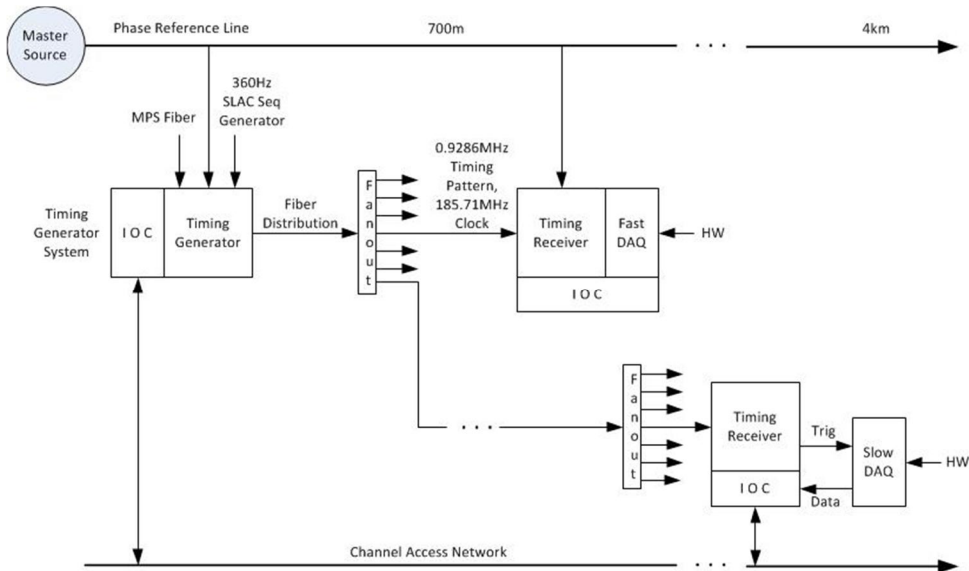 Master
Source
Phase Reference Line
700m
4km
360Hz
SLAC Seq
Generator
MPS Fiber
0.9286MHz
Timing
Pattern,
185.71MHz
Clock
Timing
Generator
System
I O C
Timing
Generator
Fiber
Distribution
Fanout
Timing
Receiver
Fast
DAQ
HW
I O C
Fanout
Timing
Receiver
Trig
Slow
DAQ
HW
I O C
Data
Channel Access Network